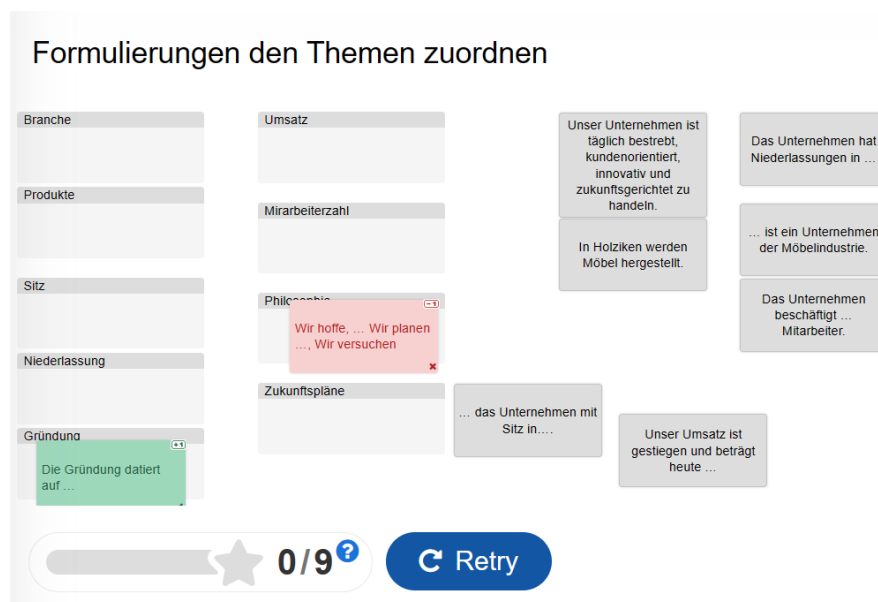 Formulierungen den Themen zuordnen
Branche
Produkte
Sitz
Niederlassung
Gründung
Die Gründung datiert
auf …
+1
Umsatz
Mirarbeiterzahl
Philosophie
Wir hoffe, … Wir planen
…, Wir versuchen
-1
Zukunftspläne
Unser Unternehmen ist
täglich bestrebt,
kundenorientiert,
innovativ und
zukunftsgerichtet zu
handeln.
In Holziken werden
Möbel hergestellt.
Das Unternehmen hat
Niederlassungen in …
… ist ein Unternehmen
der Möbelindustrie.
Das Unternehmen
beschäftigt …
Mitarbeiter.
… das Unternehmen mit
Sitz in….
Unser Umsatz ist
gestiegen und beträgt
heute …
0/9
?
Retry